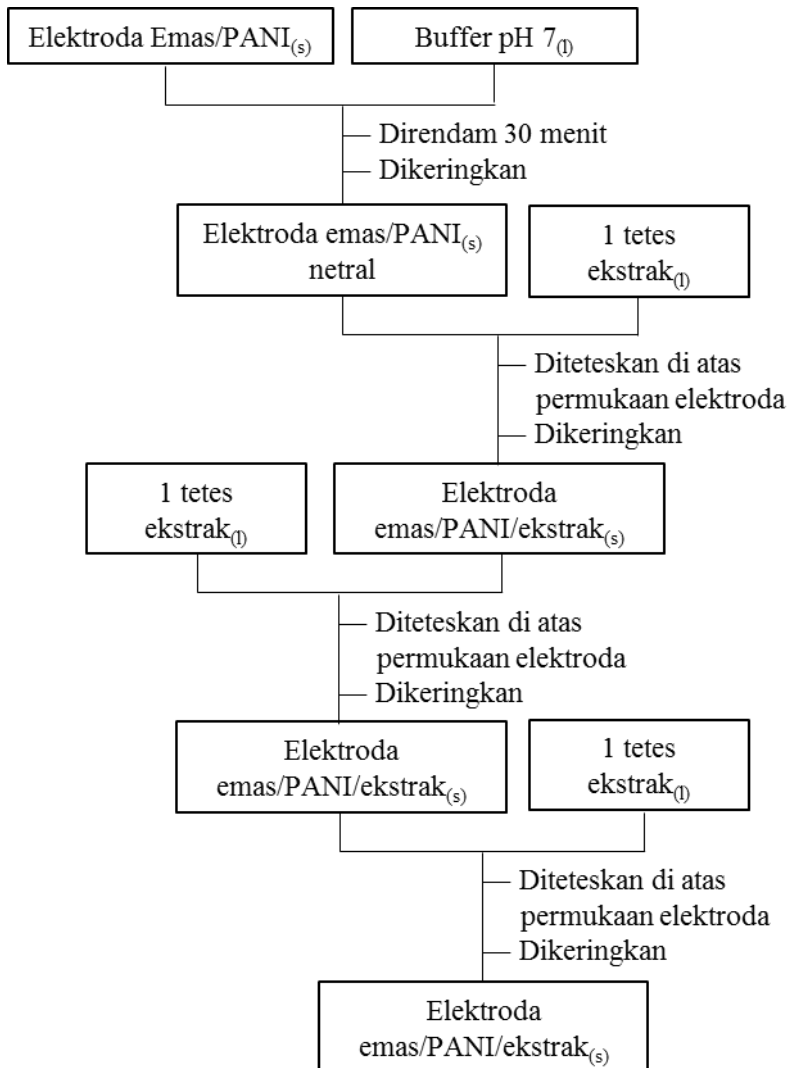 Elektroda Emas/PANI(s)
Buffer pH 7(l)
Direndam 30 menit
Dikeringkan
Elektroda emas/PANI(s)
netral
1 tetes
ekstrak(l)
Diteteskan di atas
permukaan elektroda
Dikeringkan
1 tetes
ekstrak(l)
Elektroda
emas/PANI/ekstrak(s)
Diteteskan di atas
permukaan elektroda
Dikeringkan
Elektroda
emas/PANI/ekstrak(s)
1 tetes
ekstrak(l)
Diteteskan di atas
permukaan elektroda
Dikeringkan
Elektroda
emas/PANI/ekstrak(s)